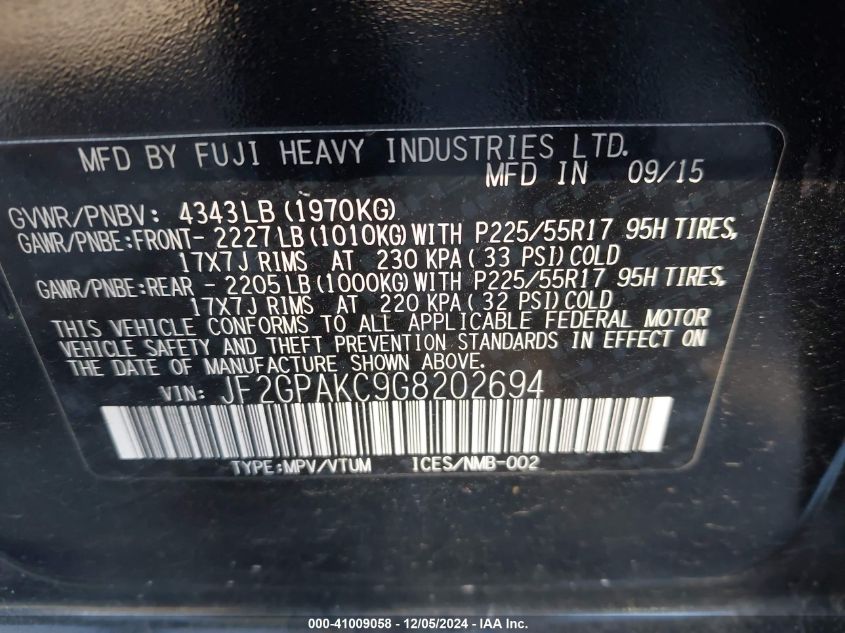 MFD BY FUJI HEAVY INDUSTRIES LTD.
MFD IN 09/15
GVWR/PNBV: 4343LB (1970KG)
GAWR/PNBE:FRONT- 2227LB (1010KG) WITH P225/55R17 95H TIRES,
17X7J RIMS AT 230 KPA ( 33 PSI) COLD
GAWR/PNBE:REAR - 2205LB (1000KG) WITH P225/55R17 95H TIRES,
17X7J RIMS AT 220 KPA ( 32 PSI) COLD
THIS VEHICLE CONFORMS TO ALL APPLICABLE FEDERAL MOTOR
VEHICLE SAFETY AND THEFT PREVENTION STANDARDS IN EFFECT ON
THE DATE OF MANUFACTURE SHOWN ABOVE.
VIN: JF2GPAKC9G8202694
TYPE:MPV/VTUM ICES/NMB-002
000-41009058 - 12/05/2024 - IAA Inc.